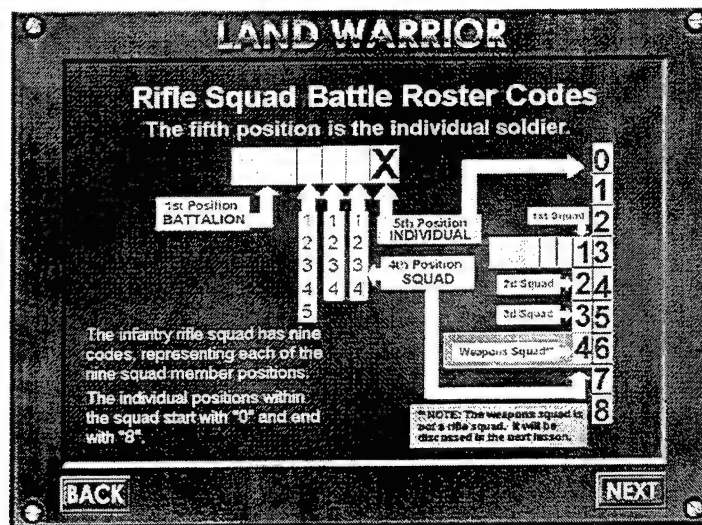 LAND WARRIOR
Rifle Squad Battle Roster Codes
The fifth position is the individual soldier.
X
1st Position
BATTALION
1 1 1
2 2 2
3 3 3
4 4 4
5
5th Position
INDIVIDUAL
4th Position
SQUAD
0
1
2
3
4
5
6
7
8
1st Squad
1
2d Squad
2
3d Squad
3
Weapons Squad**
4
The infantry rifle squad has nine
codes, representing each of the
nine squad member positions.
The individual positions within
the squad start with "0" and end
with "8".
**NOTE: The weapons squad is
not a rifle squad. It will be
discussed in the next lesson.
BACK
NEXT